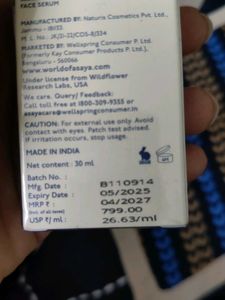 FACE SERUM
MANUFACTURED BY: Naturis Cosmetics Pvt. Ltd.,
Jammu - 181133
M. L. No.: JK/D-21/COS-B/334
MARKETED BY: Wellspring Consumer P. Ltd.
(Formerly Kay Consumer Products P. Ltd.),
Bengaluru - 560066
www.worldofasaya.com
Under license from Wildflower
Research Labs, USA
We care. Query/ Feedback:
Call toll free at 1800-309-9355 or
asayacare@wellspringconsumer.in
CAUTION: For external use only. Avoid
contact with eyes. Patch test advised.
If irritation occurs, stop usage.
MADE IN INDIA
Net content : 30 ml
Batch No. : B110914
Mfg. Date : 05/2025
Expiry Date : 04/2027
MRP ₹ : 799.00
(Incl. of all taxes)
USP ₹/ ml : 26.63/ml